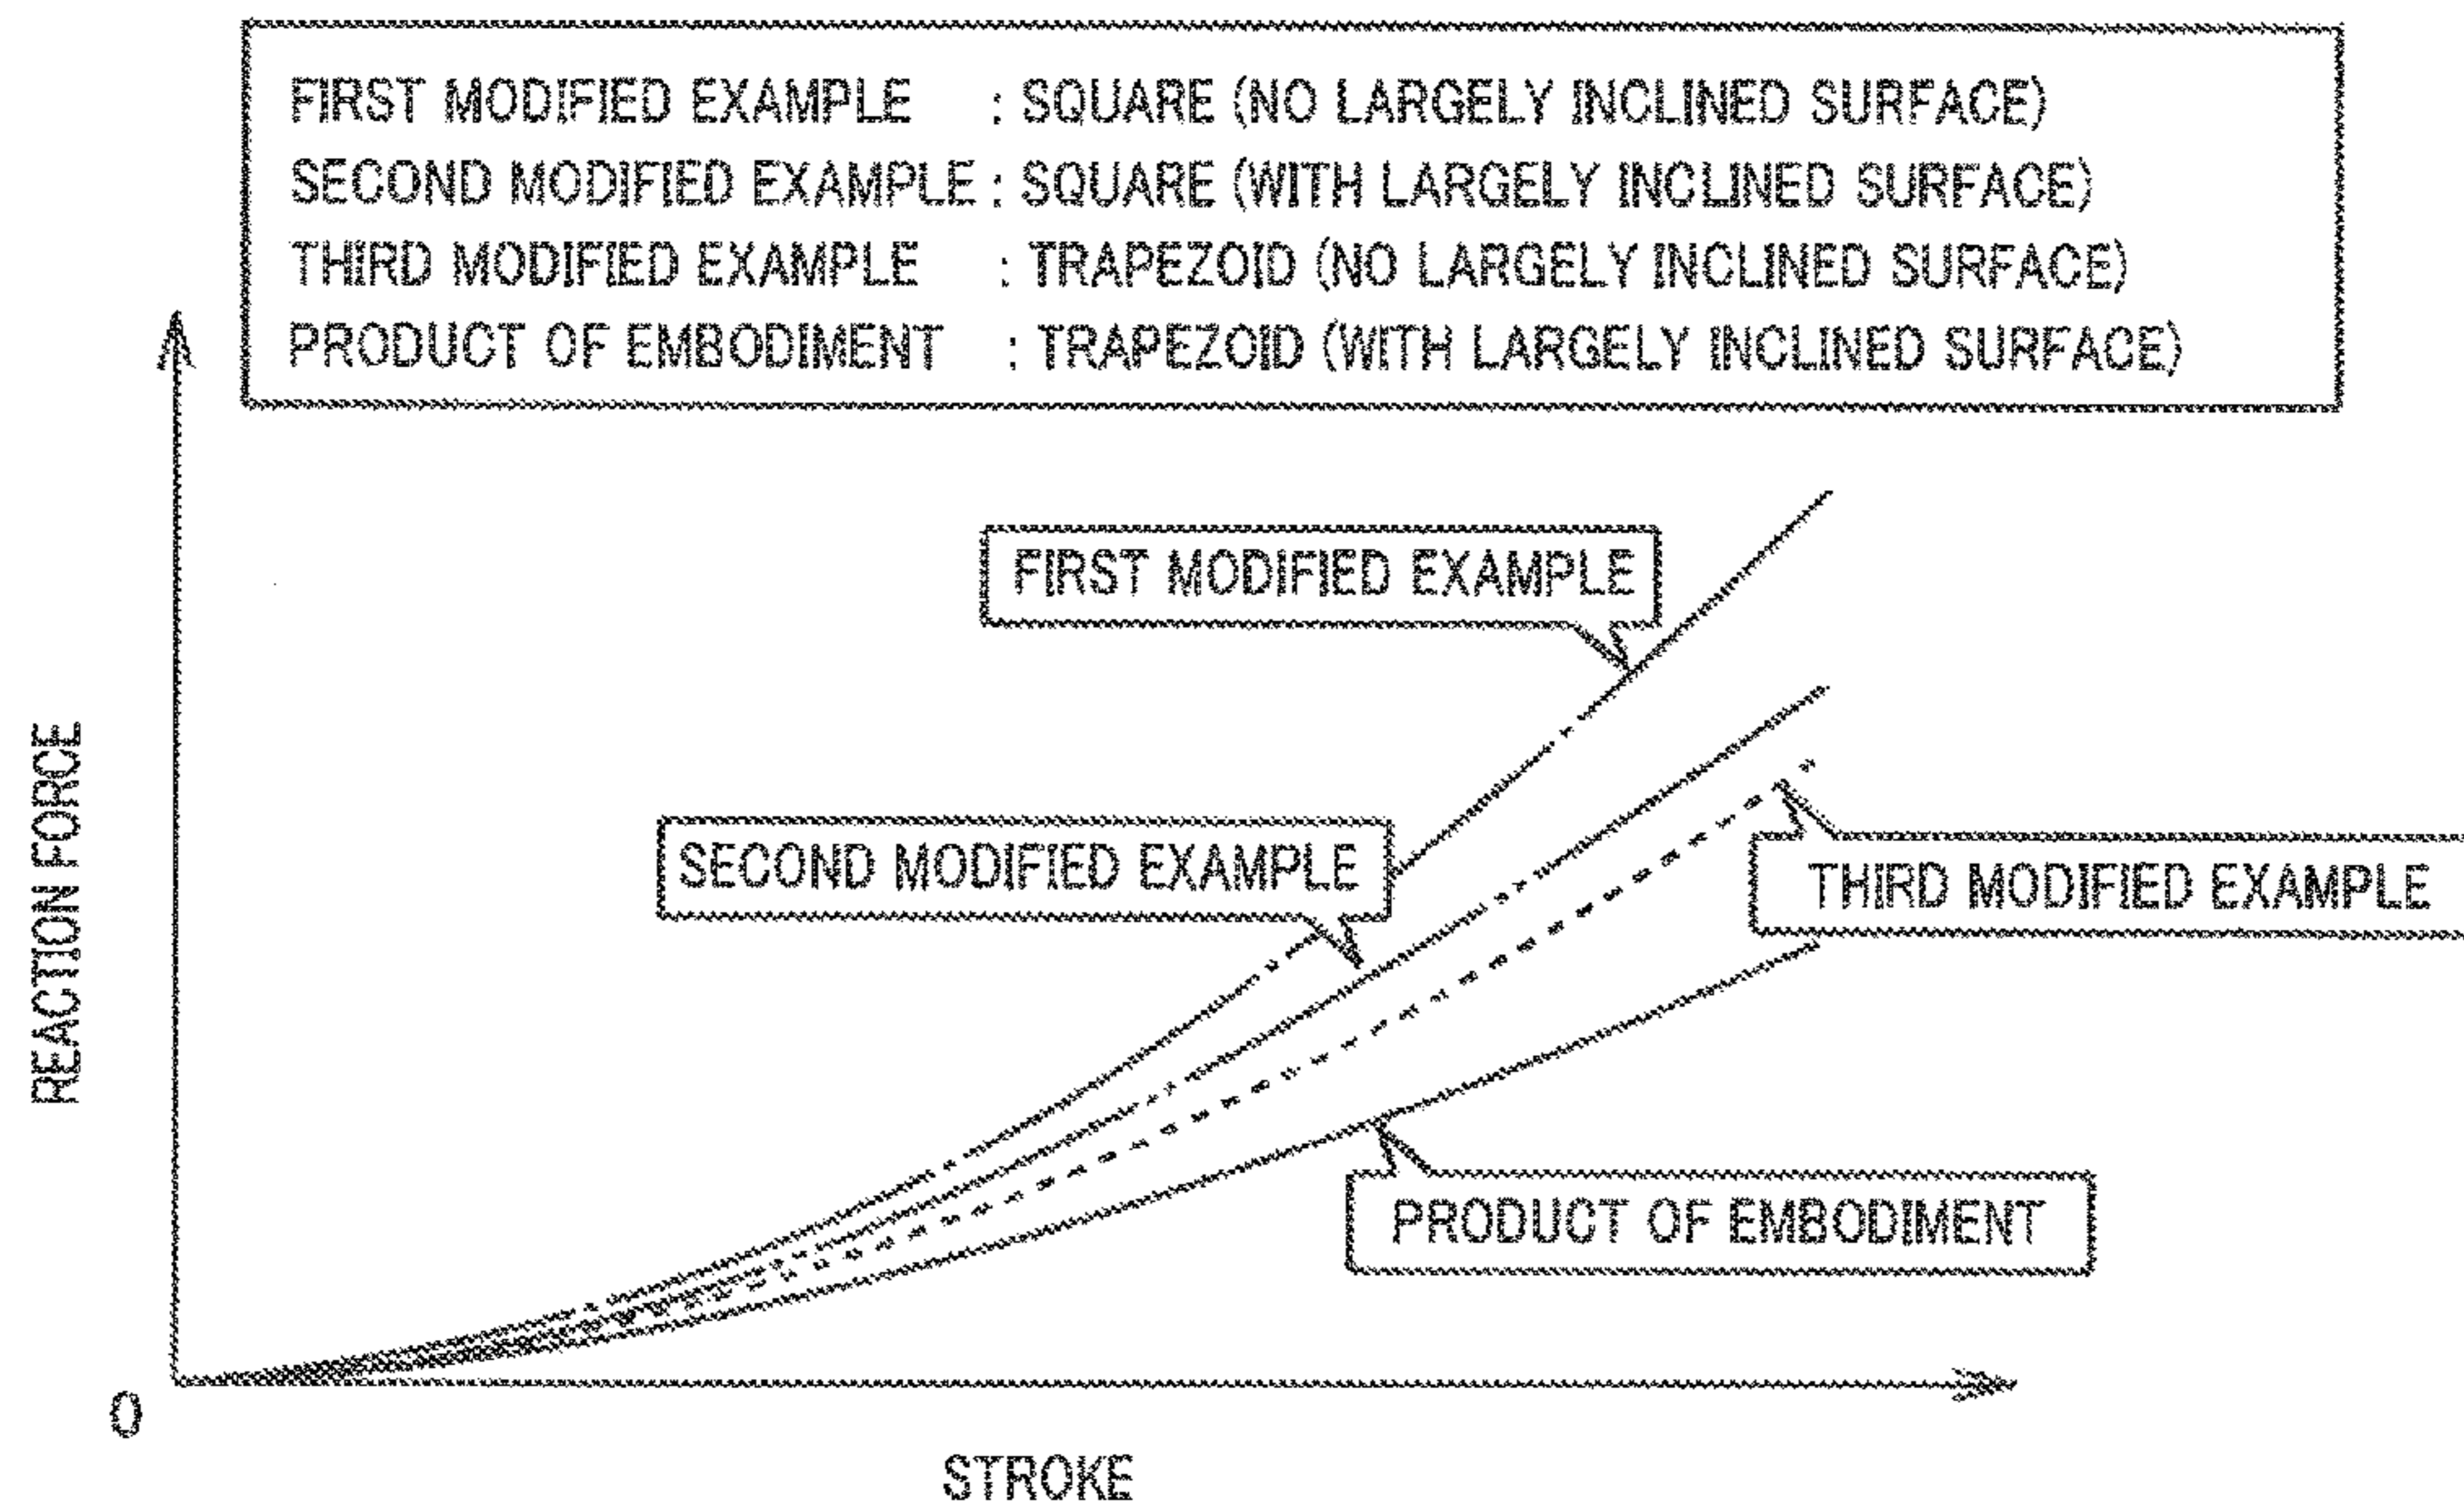 FIRST MODIFIED EXAMPLE : SQUARE (NO LARGELY INCLINED SURFACE)
SECOND MODIFIED EXAMPLE : SQUARE (WITH LARGELY INCLINED SURFACE)
THIRD MODIFIED EXAMPLE : TRAPEZOID (NO LARGELY INCLINED SURFACE)
PRODUCT OF EMBODIMENT : TRAPEZOID (WITH LARGELY INCLINED SURFACE)
FIRST MODIFIED EXAMPLE
SECOND MODIFIED EXAMPLE
THIRD MODIFIED EXAMPLE
PRODUCT OF EMBODIMENT
REACTION FORCE
0
STROKE